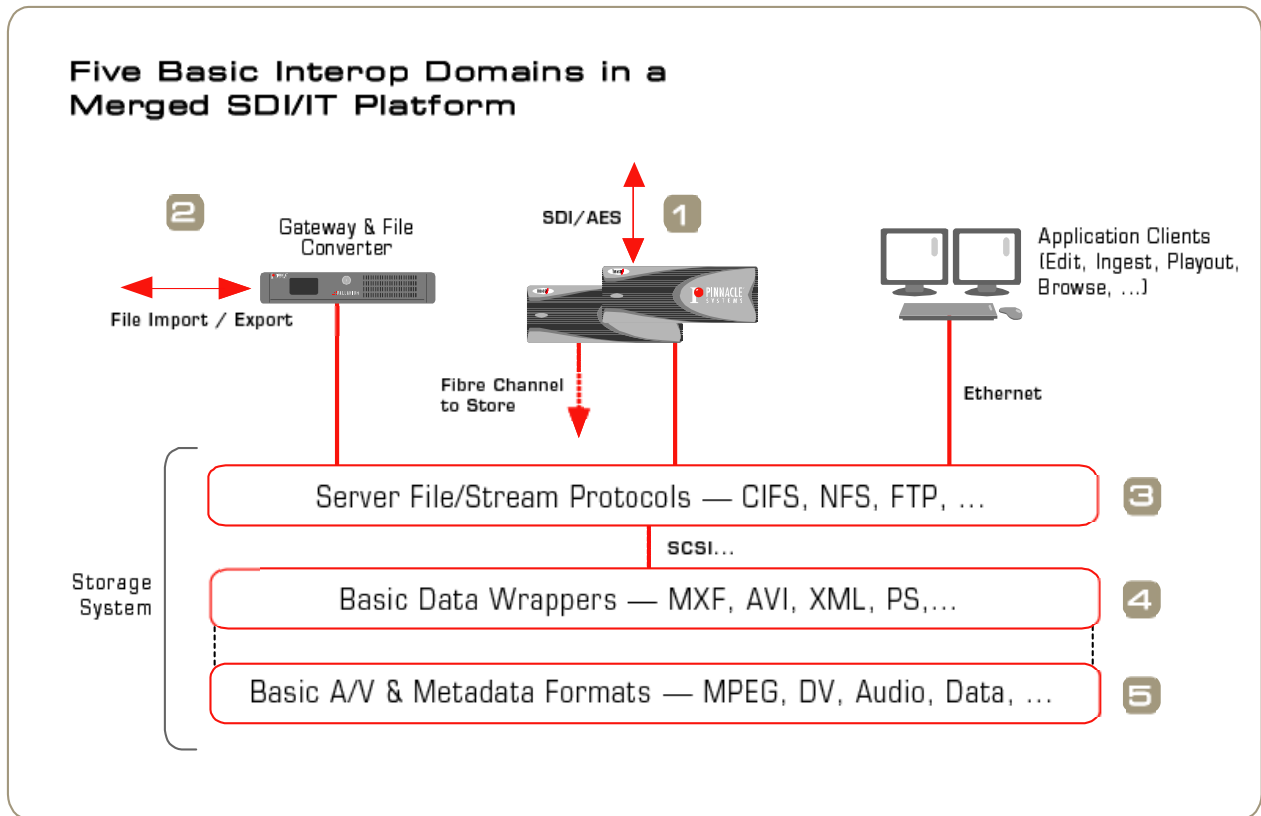 Five Basic Interop Domains in a
Merged SDI/IT Platform
2
Gateway & File
Converter
File Import / Export
SDI/AES
1
PINNACLE
SYSTEMS
Application Clients
(Edit, Ingest, Playout,
Browse, ...)
Fibre Channel
to Store
Ethernet
Server File/Stream Protocols — CIFS, NFS, FTP, ...
3
SCSI...
Storage
System
Basic Data Wrappers — MXF, AVI, XML, PS,...
4
Basic A/V & Metadata Formats — MPEG, DV, Audio, Data, ...
5